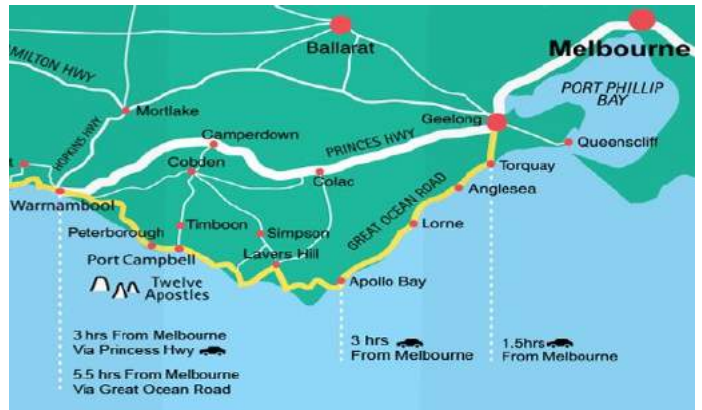 Ballarat
Melbourne
HAMILTON HWY
PORT PHILLIP
BAY
Mortlake
Geelong
HOPKINS HWY
Camperdown
PRINCES HWY
Queenscliff
Cobden
Colac
Torquay
Anglesea
Warrnambool
GREAT OCEAN ROAD
Timboon
Simpson
Lorne
Peterborough
Lavers Hill
Port Campbell
Apollo Bay
Twelve
Apostles
3 hrs From Melbourne
Via Princess Hwy
5.5 hrs From Melbourne
Via Great Ocean Road
3 hrs
From Melbourne
1.5hrs
From Melbourne